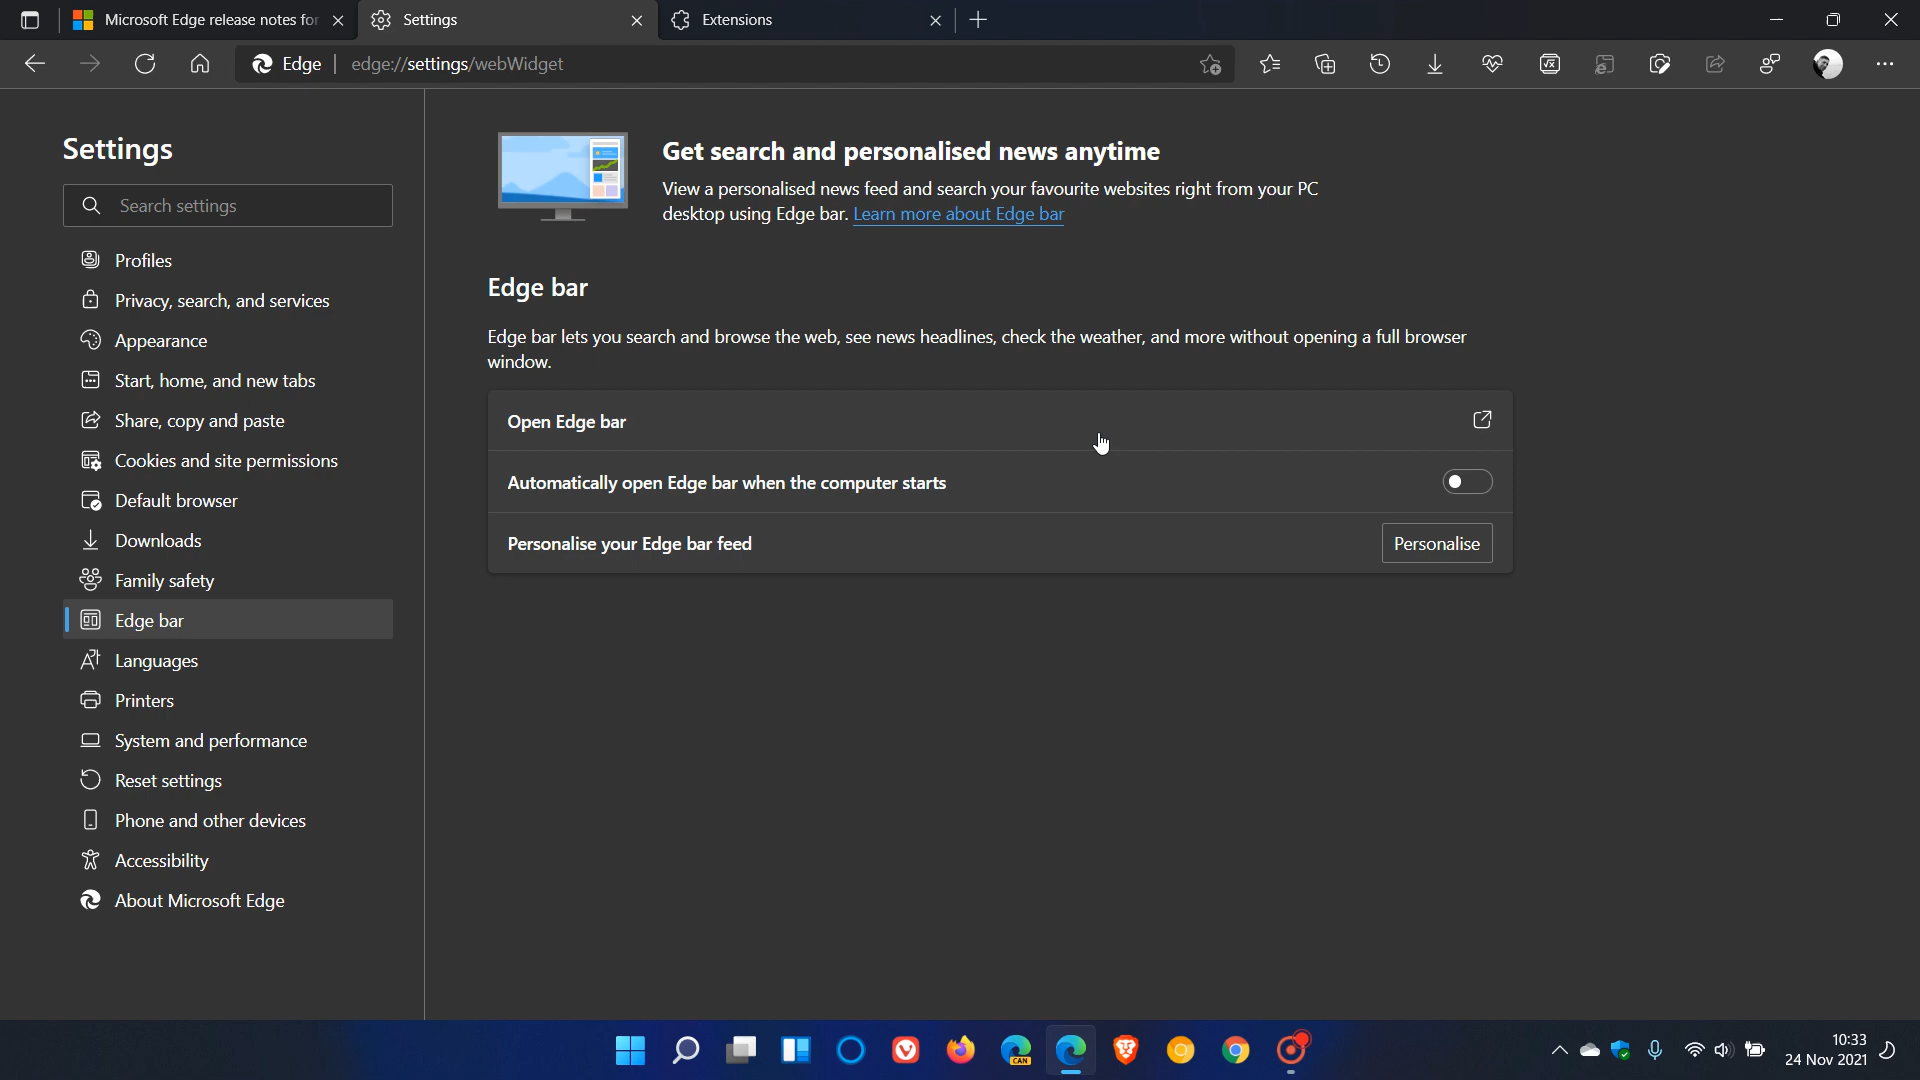 Microsoft Edge release notes for
Settings
Extensions
Edge
edge://settings/webWidget
Settings
Search settings
Profiles
Privacy, search, and services
Appearance
Start, home, and new tabs
Share, copy and paste
Cookies and site permissions
Default browser
Downloads
Family safety
Edge bar
Languages
Printers
System and performance
Reset settings
Phone and other devices
Accessibility
About Microsoft Edge
Get search and personalised news anytime
View a personalised news feed and search your favourite websites right from your PC
desktop using Edge bar. Learn more about Edge bar
Edge bar
Edge bar lets you search and browse the web, see news headlines, check the weather, and more without opening a full browser
window.
Open Edge bar
Automatically open Edge bar when the computer starts
Personalise your Edge bar feed
Personalise
CAN
10:33
24 Nov 2021